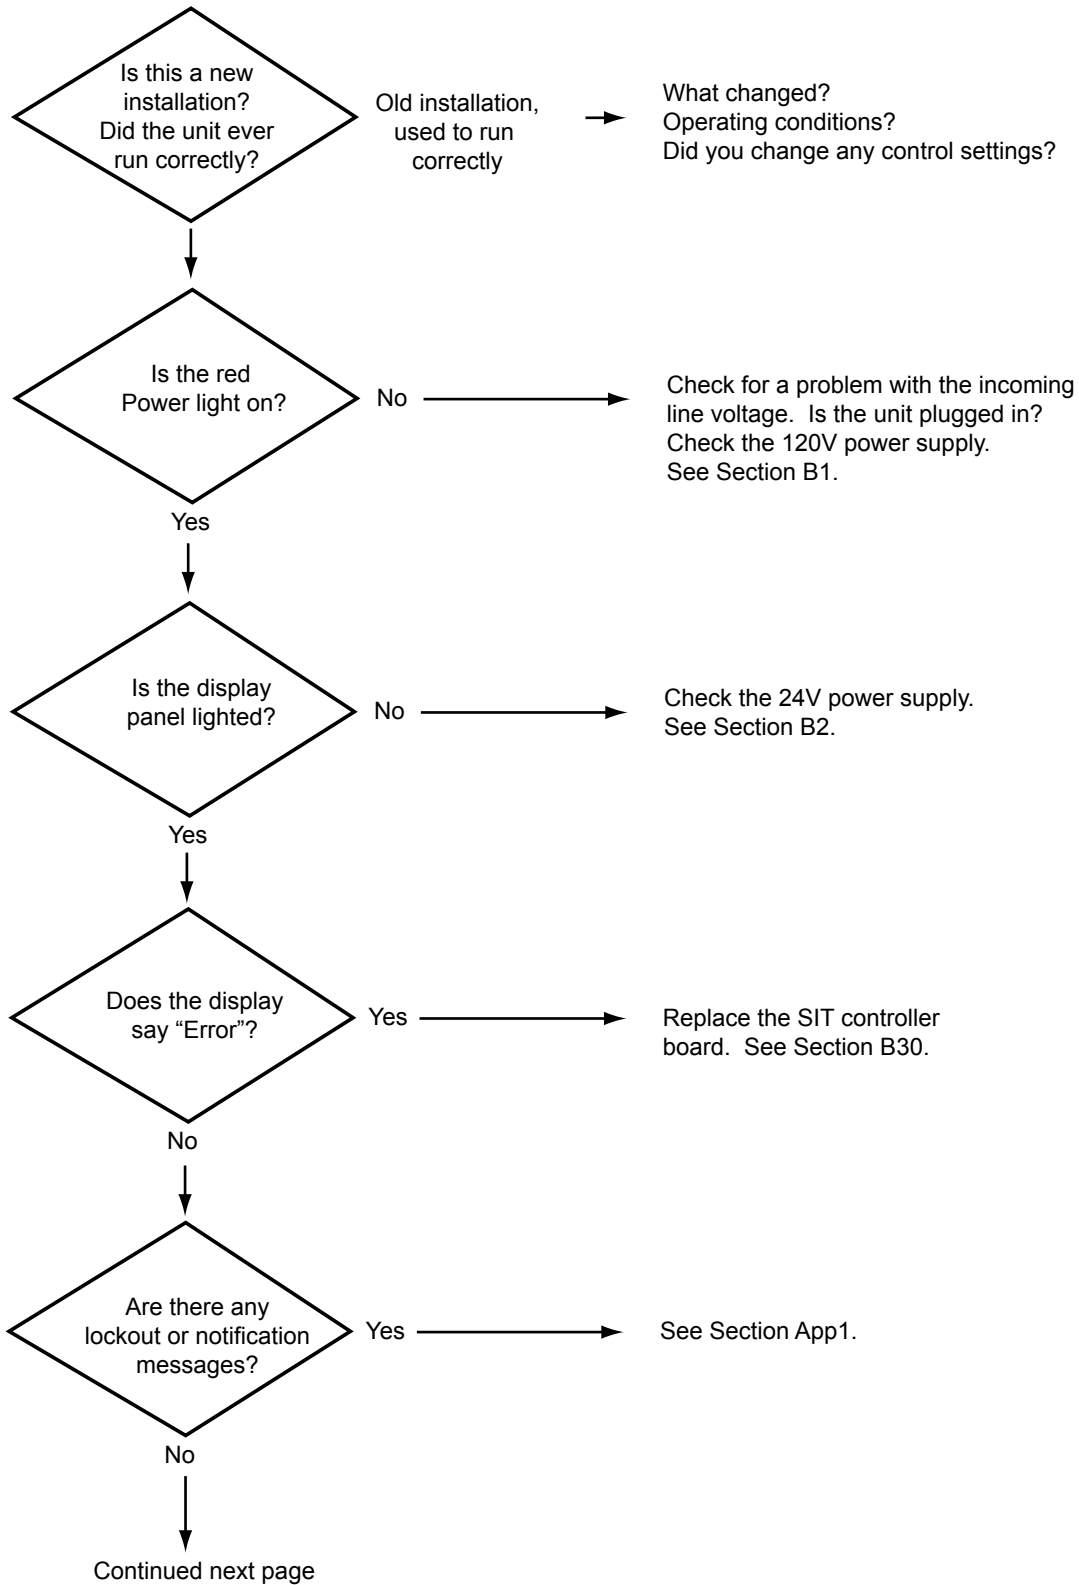 Is this a new
installation?
Did the unit ever
run correctly?
Old installation,
used to run
correctly
What changed?
Operating conditions?
Did you change any control settings?
Is the red
Power light on?
No
Check for a problem with the incoming
line voltage.  Is the unit plugged in?
Check the 120V power supply.
See Section B1.
Yes
Is the display
panel lighted?
No
Check the 24V power supply.
See Section B2.
Yes
Does the display
say “Error”?
Yes
Replace the SIT controller
board.  See Section B30.
No
Are there any
lockout or notification
messages?
Yes
See Section App1.
No
Continued next page